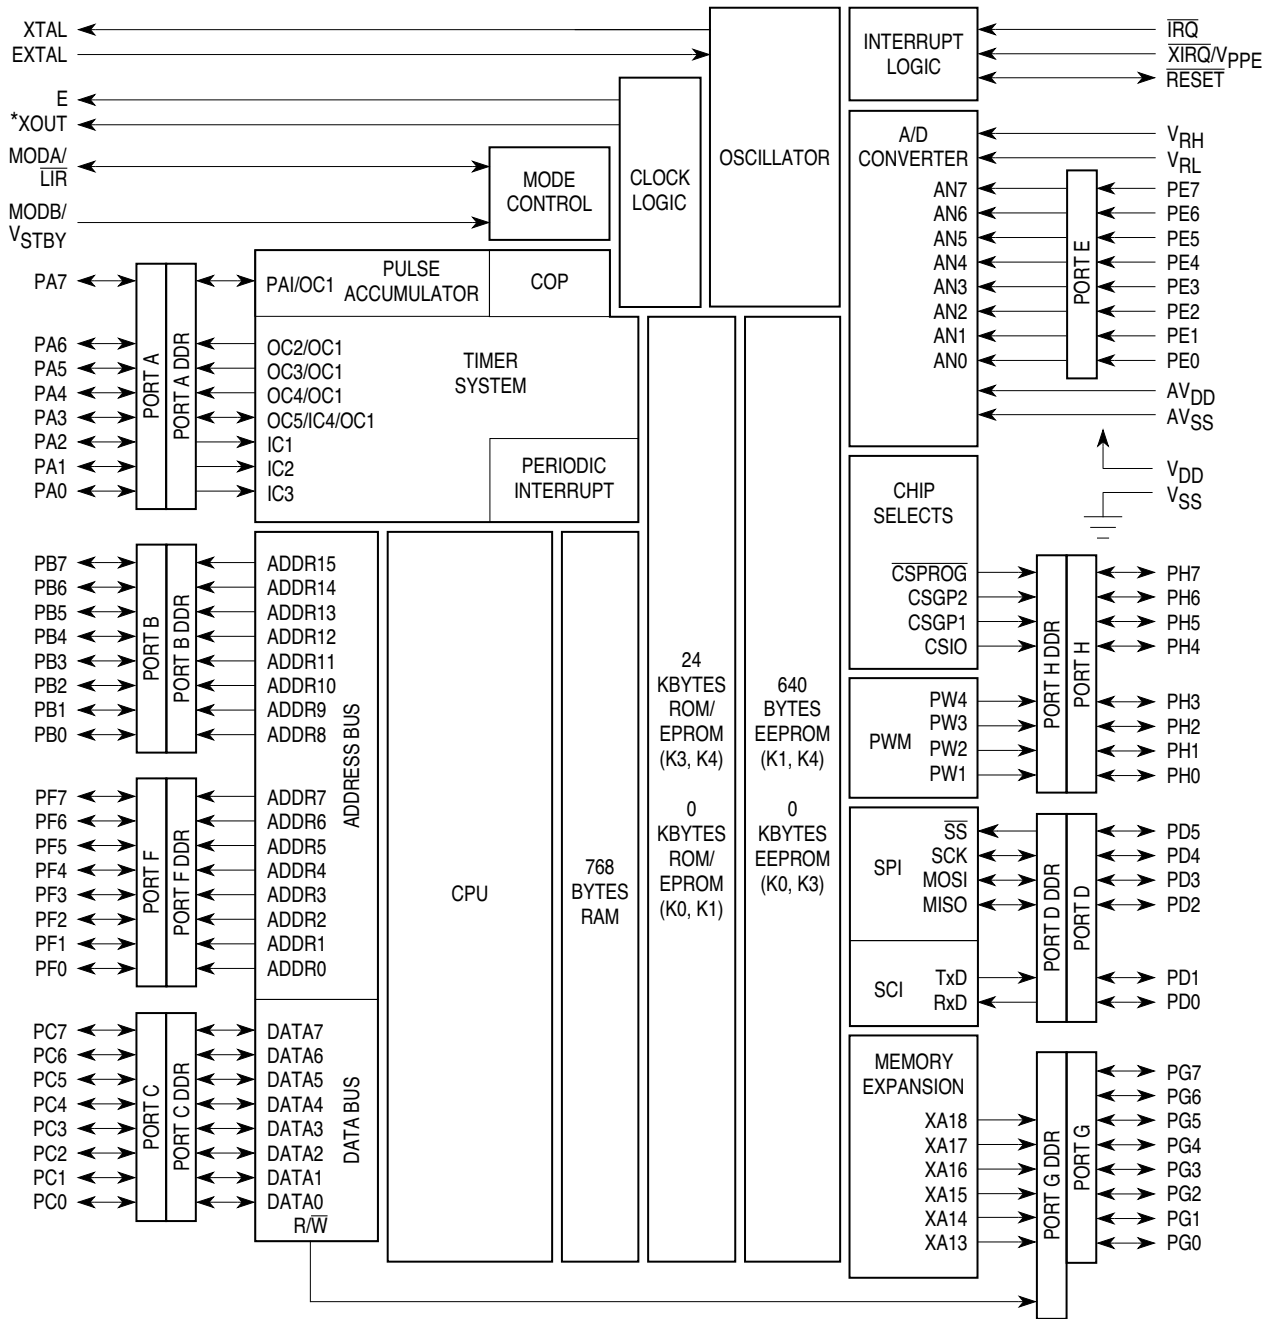 XTAL
EXTAL
E
*XOUT
MODA/
LIR
MODB/
VSTBY
MODE
CONTROL
CLOCK
LOGIC
OSCILLATOR
INTERRUPT
LOGIC
IRQ
XIRQ/VPPE
RESET
A/D
CONVERTER
VRH
VRL
AN7
AN6
AN5
AN4
AN3
AN2
AN1
AN0
PORT E
PE7
PE6
PE5
PE4
PE3
PE2
PE1
PE0
AVDD
AVSS
VDD
VSS
PA7
PA6
PA5
PA4
PA3
PA2
PA1
PA0
PORT A
PORT A DDR
PAI/OC1
PULSE
ACCUMULATOR
COP
OC2/OC1
OC3/OC1
OC4/OC1
OC5/IC4/OC1
IC1
IC2
IC3
TIMER
SYSTEM
PERIODIC
INTERRUPT
PB7
PB6
PB5
PB4
PB3
PB2
PB1
PB0
PORT B
PORT B DDR
ADDR15
ADDR14
ADDR13
ADDR12
ADDR11
ADDR10
ADDR9
ADDR8
ADDRESS BUS
PF7
PF6
PF5
PF4
PF3
PF2
PF1
PF0
PORT F
PORT F DDR
ADDR7
ADDR6
ADDR5
ADDR4
ADDR3
ADDR2
ADDR1
ADDR0
PC7
PC6
PC5
PC4
PC3
PC2
PC1
PC0
PORT C
PORT C DDR
DATA7
DATA6
DATA5
DATA4
DATA3
DATA2
DATA1
DATA0
R/W
DATA BUS
CPU
768
BYTES
RAM
24
KBYTES
ROM/
EPROM
(K3, K4)
0
KBYTES
ROM/
EPROM
(K0, K1)
640
BYTES
EEPROM
(K1, K4)
0
KBYTES
EEPROM
(K0, K3)
CHIP
SELECTS
CSPROG
CSGP2
CSGP1
CSIO
PWM
PW4
PW3
PW2
PW1
PORT H DDR
PORT H
PH7
PH6
PH5
PH4
PH3
PH2
PH1
PH0
SPI
SS
SCK
MOSI
MISO
SCI
TxD
RxD
PORT D DDR
PORT D
PD5
PD4
PD3
PD2
PD1
PD0
MEMORY
EXPANSION
XA18
XA17
XA16
XA15
XA14
XA13
PORT G DDR
PORT G
PG7
PG6
PG5
PG4
PG3
PG2
PG1
PG0